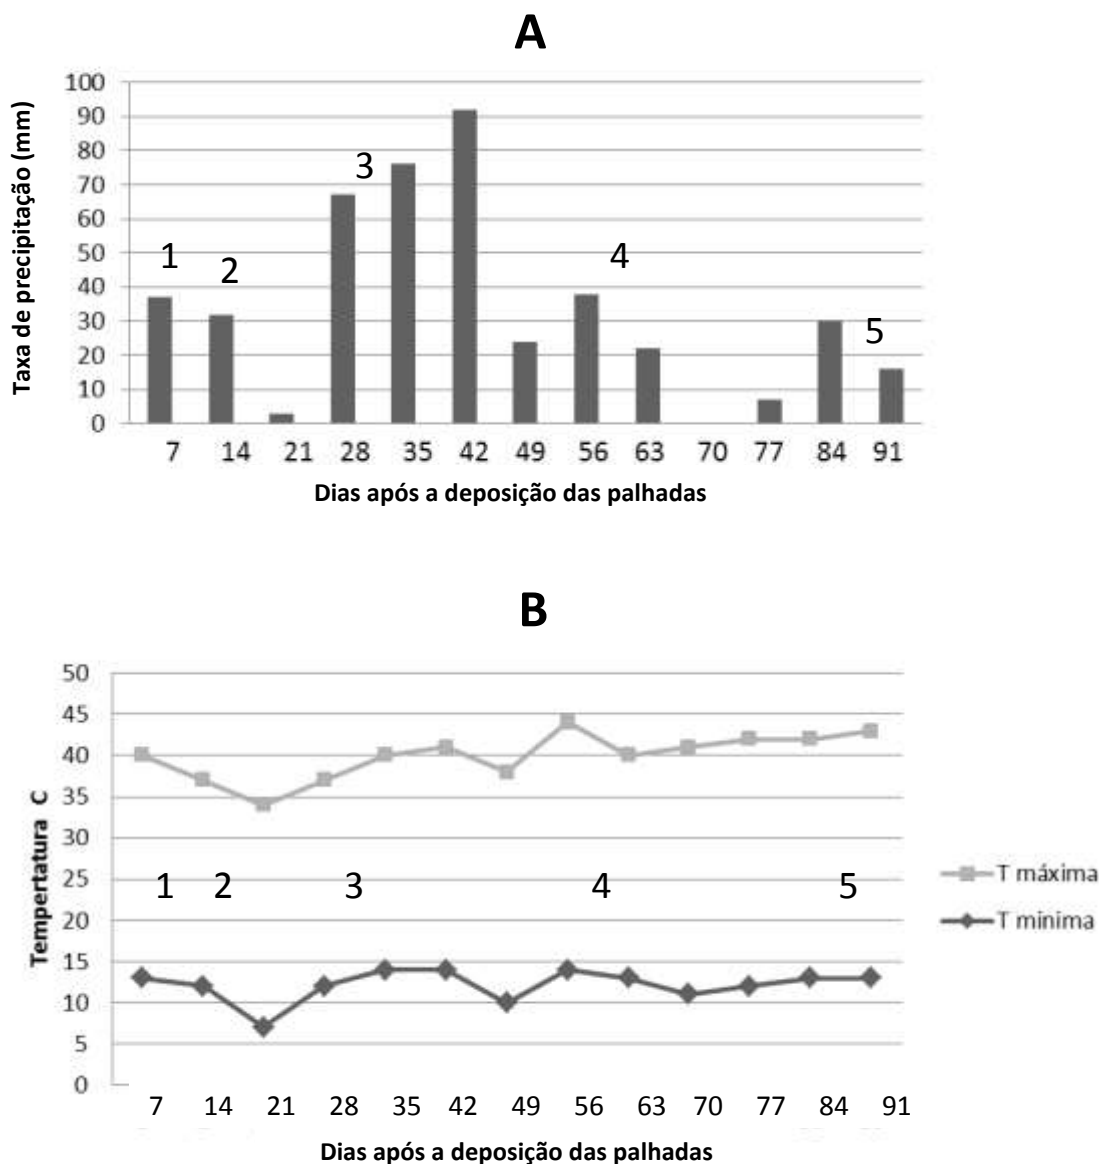 A
Taxa de precipitação (mm)
100
90
80
70
60
50
40
30
20
10
0
1
2
3
4
5
7 14 21 28 35 42 49 56 63 70 77 84 91
Dias após a deposição das palhadas
B
Tempertatura C
50
45
40
35
30
25
20
15
10
5
0
1 2 3 4 5
T máxima
T minima
7 14 21 28 35 42 49 56 63 70 77 84 91
Dias após a deposição das palhadas